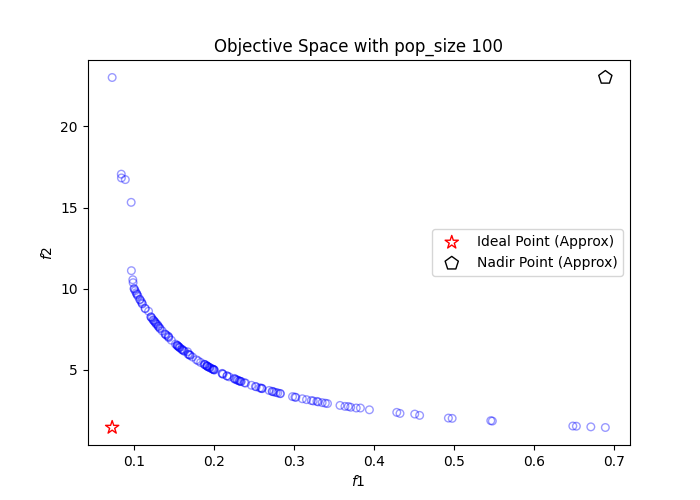 Objective Space with pop_size 100
f2
20
15
10
5
Ideal Point (Approx)
Nadir Point (Approx)
0.1 0.2 0.3 0.4 0.5 0.6 0.7
f1